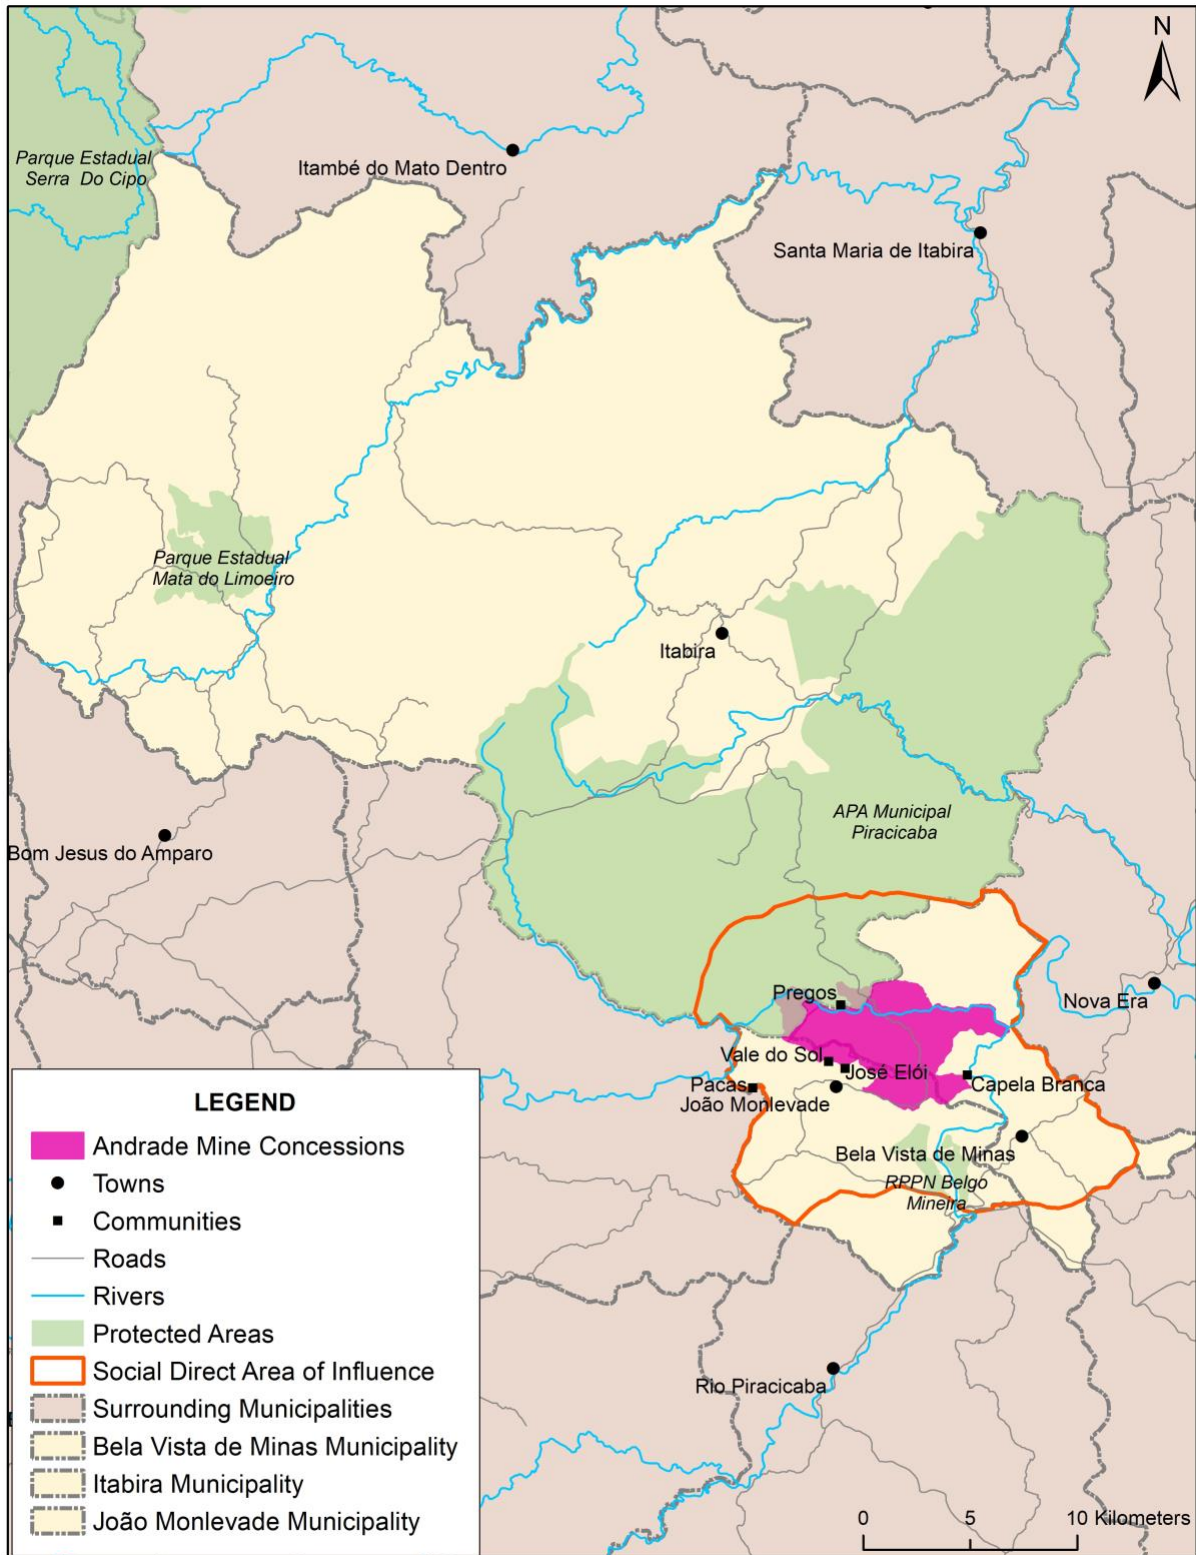 N
Parque Estadual
Serra Do Cipo
Itambé do Mato Dentro
Santa Maria de Itabira
Parque Estadual
Mata do Limoeiro
Itabira
APA Municipal
Piracicaba
Bom Jesus do Amparo
Pregos
Nova Era
Vale do Sol
José Elói
Capela Branca
Pacas
João Monlevade
Bela Vista de Minas
RPPN Belgo
Mineira
Rio Piracicaba
LEGEND
Andrade Mine Concessions
Towns
Communities
Roads
Rivers
Protected Areas
Social Direct Area of Influence
Surrounding Municipalities
Bela Vista de Minas Municipality
Itabira Municipality
João Monlevade Municipality
0 5 10 Kilometers